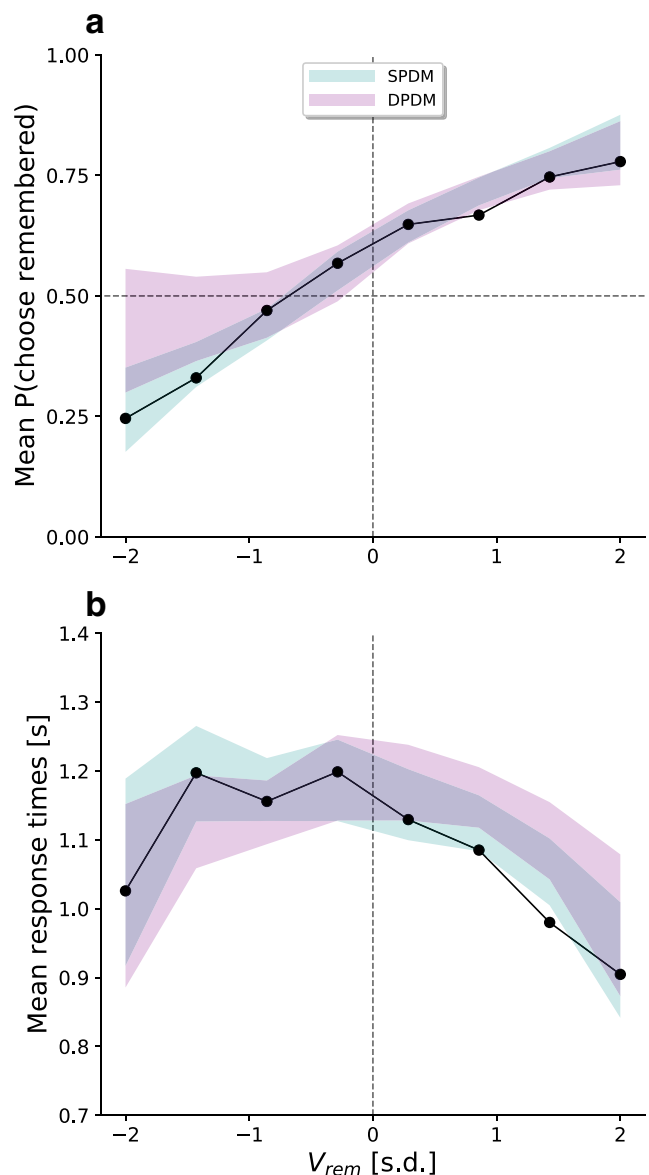 a
1.00
0.75
0.50
0.25
0.00
Mean P(choose remembered)
SPDM
DPDM
−2 −1 0 1 2
b
1.4
1.3
1.2
1.1
1.0
0.9
0.8
0.7
Mean response times [s]
−2 −1 0 1 2
V_rem [s.d.]